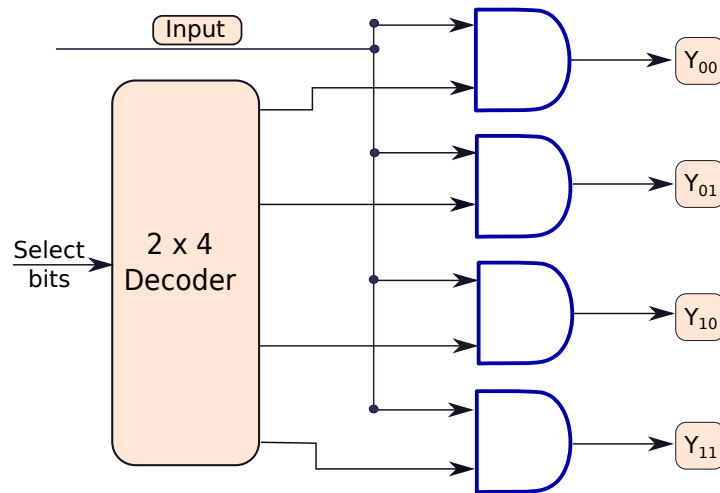 Input
Y₀₀
Y₀₁
Select
bits
2 x 4
Decoder
Y₁₀
Y₁₁